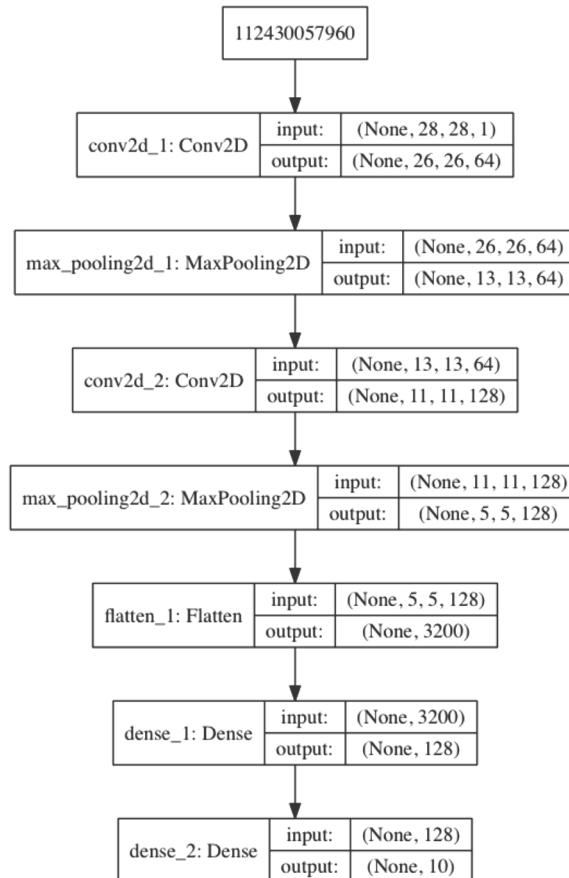 112430057960
conv2d_1: Conv2D
input:
(None, 28, 28, 1)
output:
(None, 26, 26, 64)
max_pooling2d_1: MaxPooling2D
input:
(None, 26, 26, 64)
output:
(None, 13, 13, 64)
conv2d_2: Conv2D
input:
(None, 13, 13, 64)
output:
(None, 11, 11, 128)
max_pooling2d_2: MaxPooling2D
input:
(None, 11, 11, 128)
output:
(None, 5, 5, 128)
flatten_1: Flatten
input:
(None, 5, 5, 128)
output:
(None, 3200)
dense_1: Dense
input:
(None, 3200)
output:
(None, 128)
dense_2: Dense
input:
(None, 128)
output:
(None, 10)